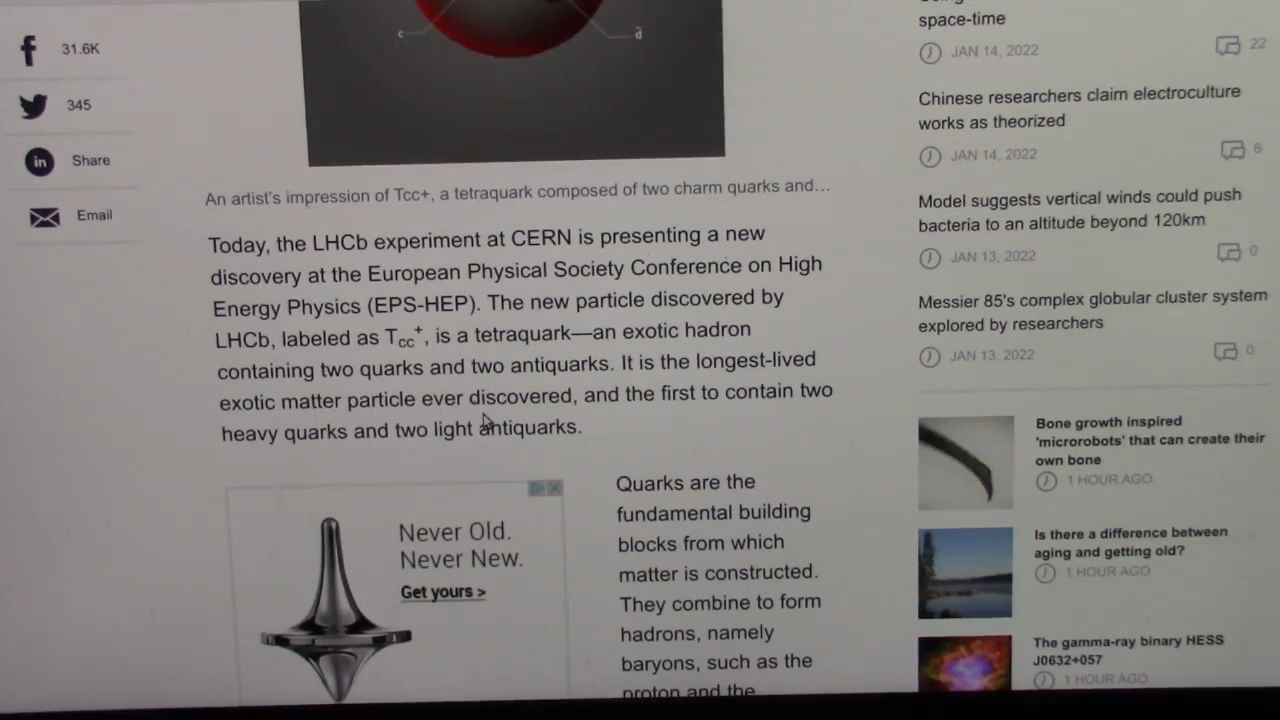 31.6K
345
Share
Email
c
d
An artist's impression of Tcc+, a tetraquark composed of two charm quarks and...
Today, the LHCb experiment at CERN is presenting a new
discovery at the European Physical Society Conference on High
Energy Physics (EPS-HEP). The new particle discovered by
LHCb, labeled as Tcc+, is a tetraquark—an exotic hadron
containing two quarks and two antiquarks. It is the longest-lived
exotic matter particle ever discovered, and the first to contain two
heavy quarks and two light antiquarks.
Never Old.
Never New.
Get yours >
Quarks are the
fundamental building
blocks from which
matter is constructed.
They combine to form
hadrons, namely
baryons, such as the
proton and the
space-time
JAN 14, 2022
22
Chinese researchers claim electroculture
works as theorized
JAN 14, 2022
6
Model suggests vertical winds could push
bacteria to an altitude beyond 120km
JAN 13, 2022
0
Messier 85's complex globular cluster system
explored by researchers
JAN 13, 2022
0
Bone growth inspired
'microrobots' that can create their
own bone
1 HOUR AGO
Is there a difference between
aging and getting old?
1 HOUR AGO
The gamma-ray binary HESS
J0632+057
1 HOUR AGO